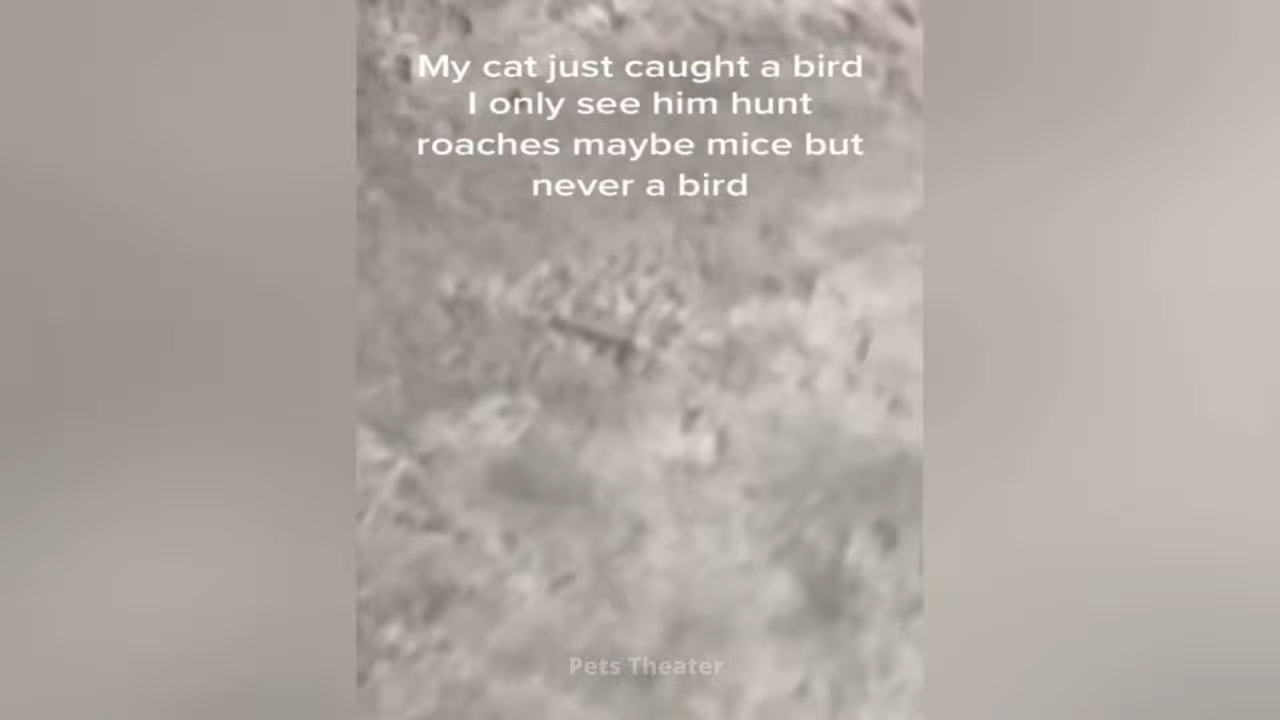 My cat just caught a bird
I only see him hunt
roaches maybe mice but
never a bird
Pets Theater